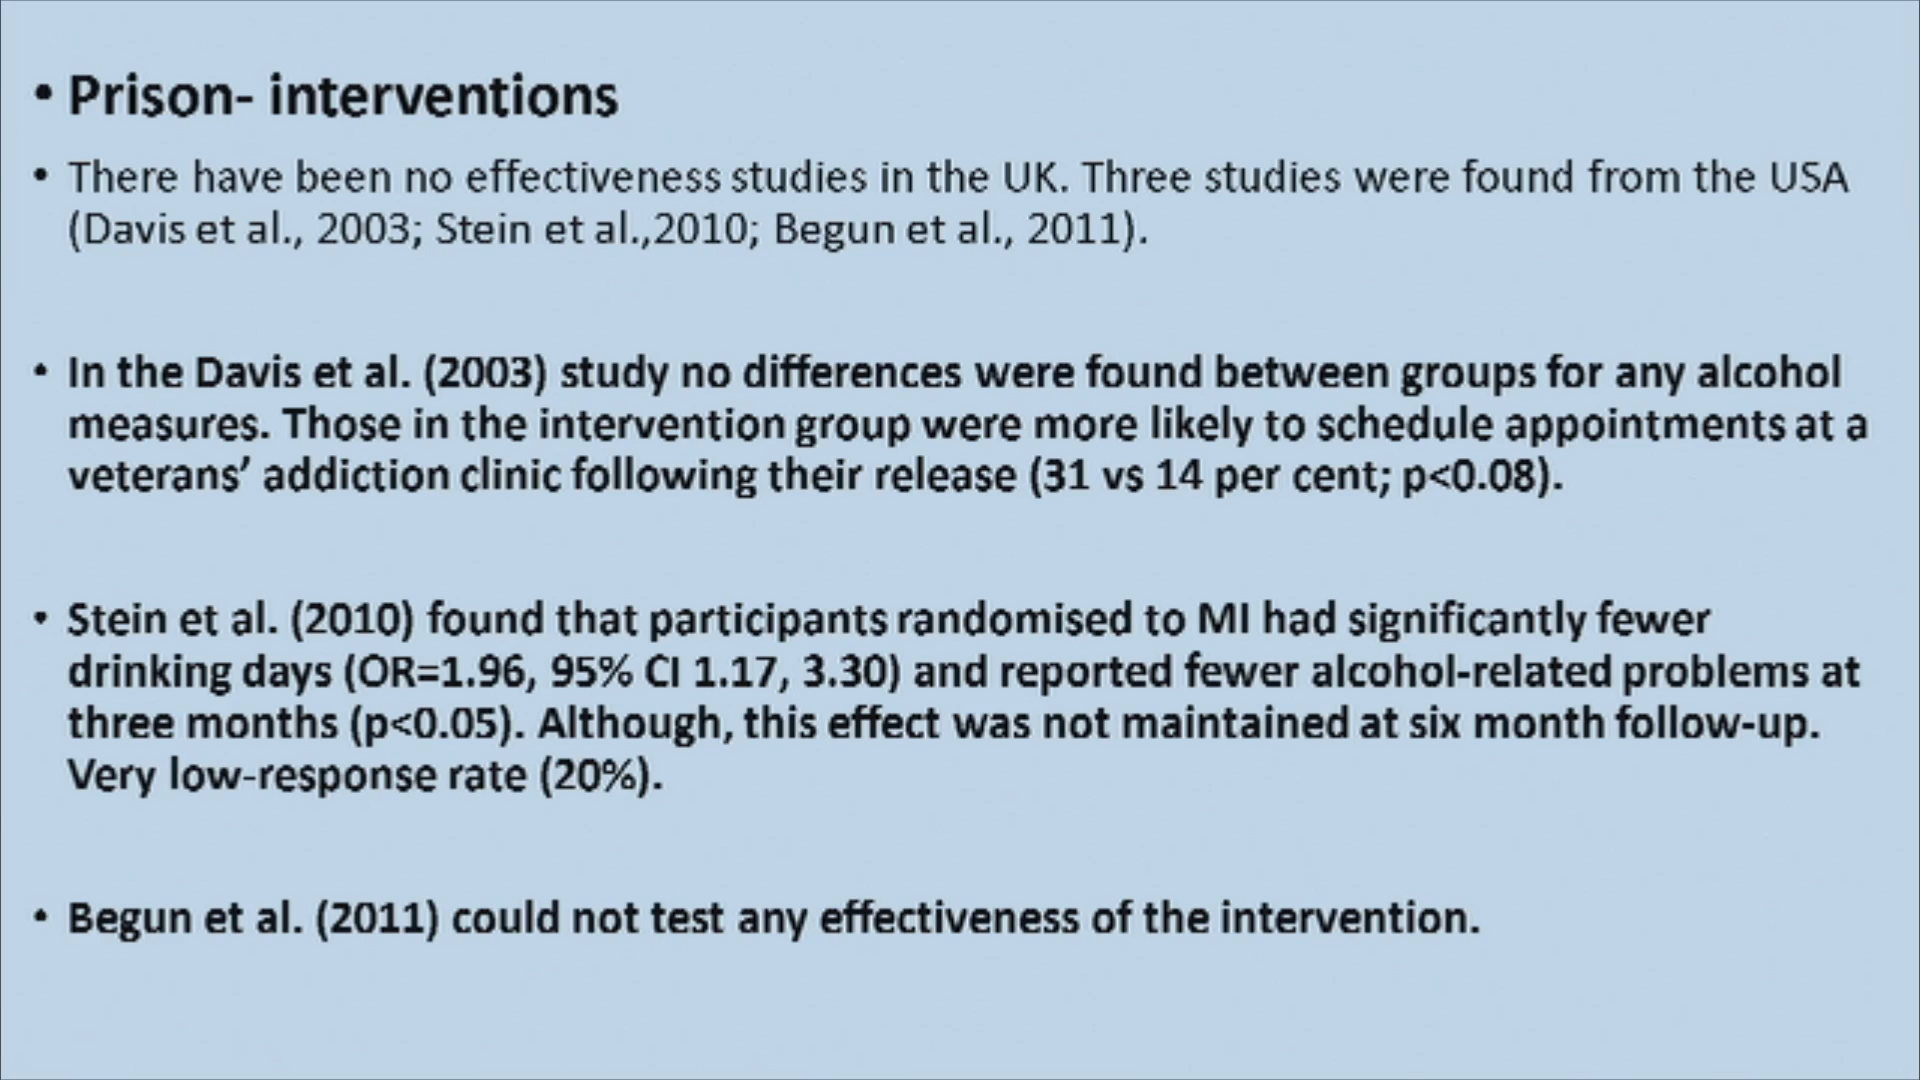 • Prison- interventions
• There have been no effectiveness studies in the UK. Three studies were found from the USA
(Davis et al., 2003; Stein et al.,2010; Begun et al., 2011).
• In the Davis et al. (2003) study no differences were found between groups for any alcohol
measures. Those in the intervention group were more likely to schedule appointments at a
veterans’ addiction clinic following their release (31 vs 14 per cent; p<0.08).
• Stein et al. (2010) found that participants randomised to MI had significantly fewer
drinking days (OR=1.96, 95% CI 1.17, 3.30) and reported fewer alcohol-related problems at
three months (p<0.05). Although, this effect was not maintained at six month follow-up.
Very low-response rate (20%).
• Begun et al. (2011) could not test any effectiveness of the intervention.